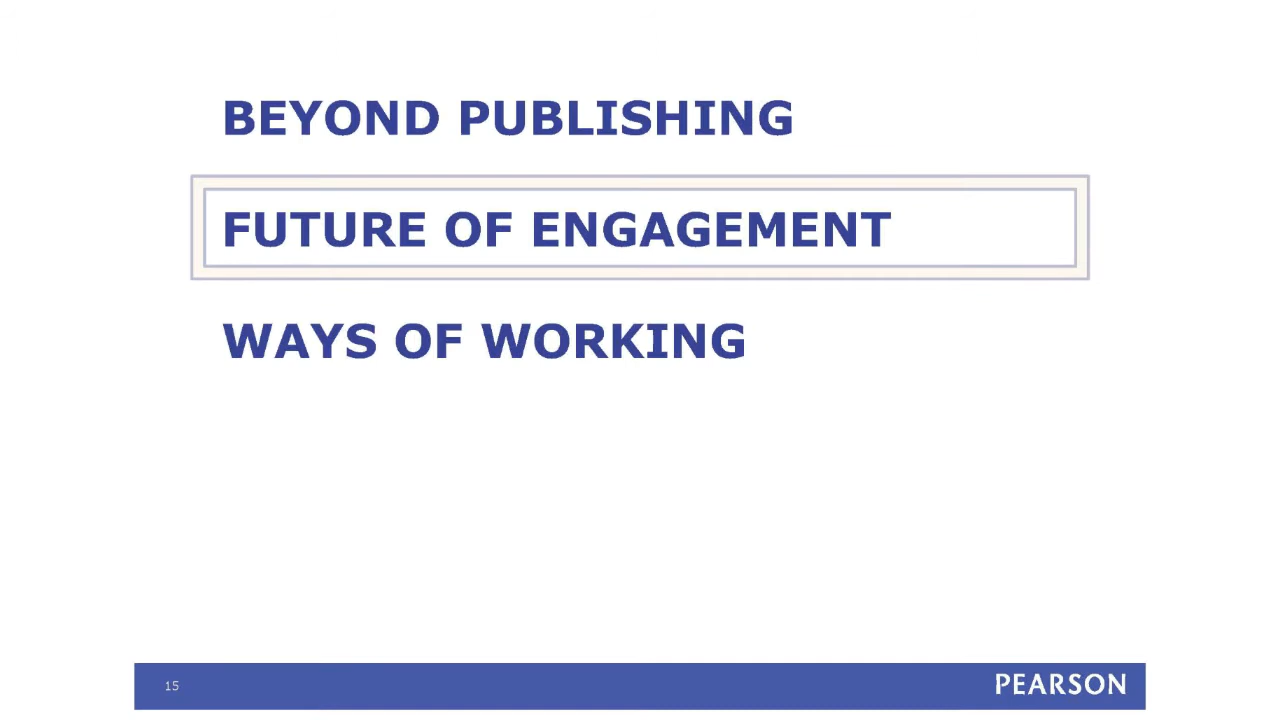 BEYOND PUBLISHING
FUTURE OF ENGAGEMENT
WAYS OF WORKING
15
PEARSON